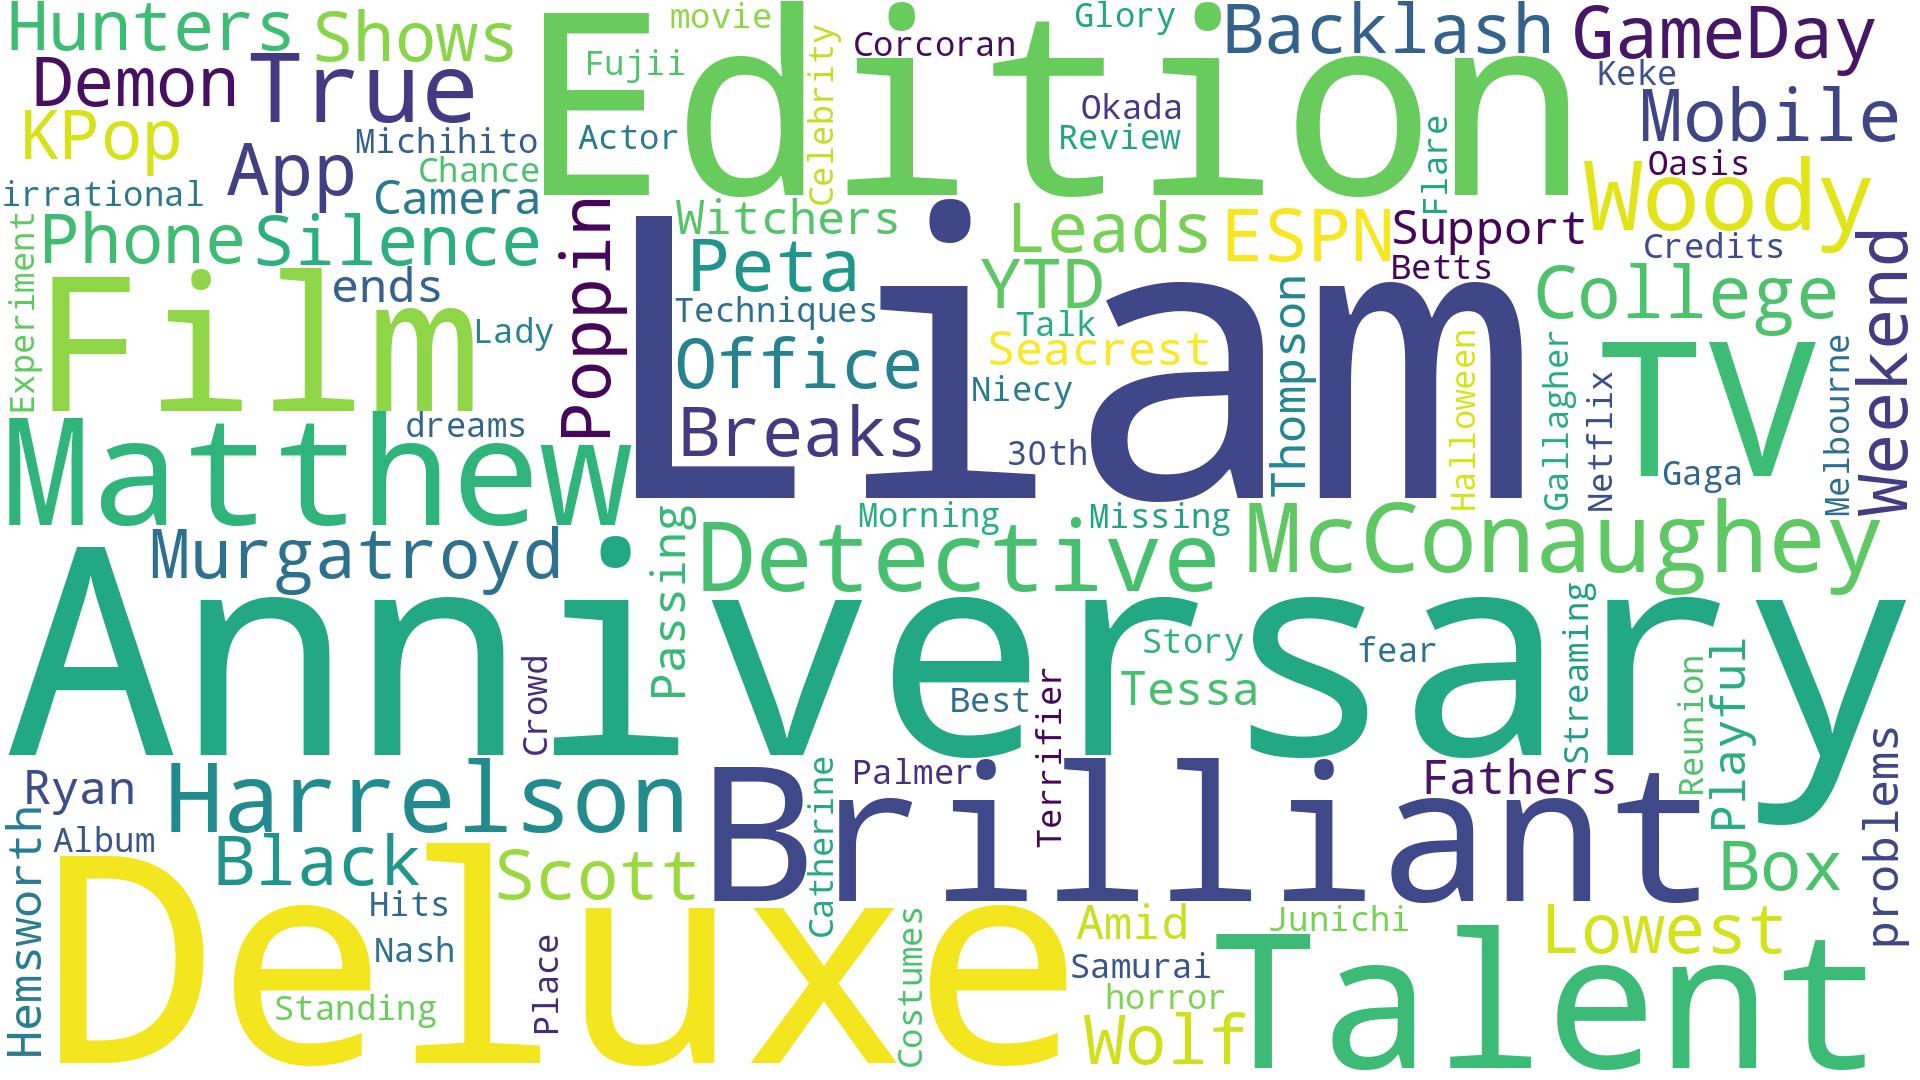 Hunters
Shows
movie
Edition
Celebrity
Glory
Backlash
GameDay
Demon
True
Fujii
Corcoran
Keke
KPop
Michihito
Actor
Okada
Review
Flare
Mobile
App
Chance
Oasis
irrational
Camera
Woody
Experiment
Phone
Silence
Poppin
Witchers
Leads
ESPN
Support
Credits
Weekend
Film
ends
Liam
Peta
YTD
Betts
College
Lady
Techniques
Talk
Thompson
Office
Seacrest
Halloween
Gallagher
Netflix
TV
Melbourne
Niecy
Matthew
dreams
Breaks
30th
Gaga
Murgatroyd
Passing
Morning
Missing
Detective
McConaughey
Anniversary
Story
fear
Streaming
Crowd
Best
Terrifier
Tessa
Reunion
Playful
problems
Ryan
Harrelson
Catherine
Palmer
Brilliant
Fathers
Hemsworth
Album
Black
Scott
Box
Deluxe
Hits
Costumes
Amid
Junichi
Lowest
Nash
Place
Samurai
Talent
Standing
horror
Wolf